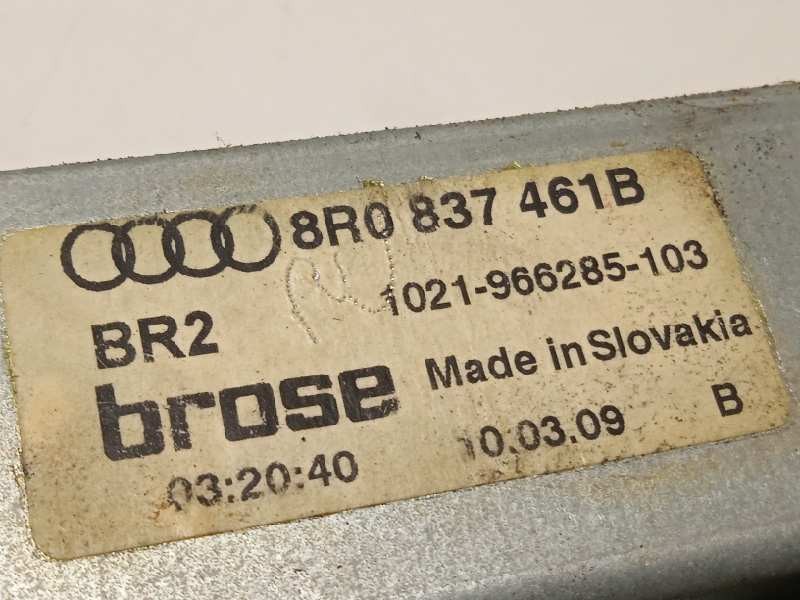 8R0 837 461B
1021-966285-103
BR2
brose Made in Slovakia
03:20:40 10.03.09 B